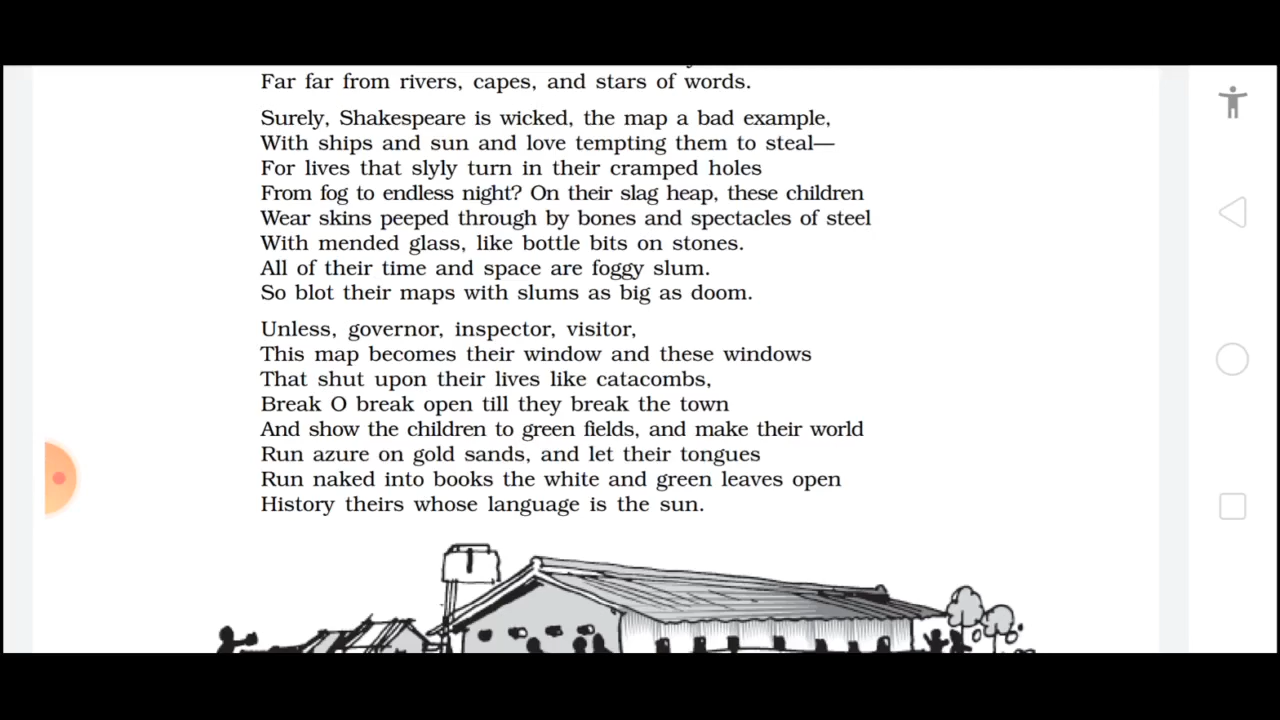 Far far from rivers, capes, and stars of words.
Surely, Shakespeare is wicked, the map a bad example,
With ships and sun and love tempting them to steal—
For lives that slyly turn in their cramped holes
From fog to endless night? On their slag heap, these children
Wear skins peeped through by bones and spectacles of steel
With mended glass, like bottle bits on stones.
All of their time and space are foggy slum.
So blot their maps with slums as big as doom.
Unless, governor, inspector, visitor,
This map becomes their window and these windows
That shut upon their lives like catacombs,
Break O break open till they break the town
And show the children to green fields, and make their world
Run azure on gold sands, and let their tongues
Run naked into books the white and green leaves open
History theirs whose language is the sun.